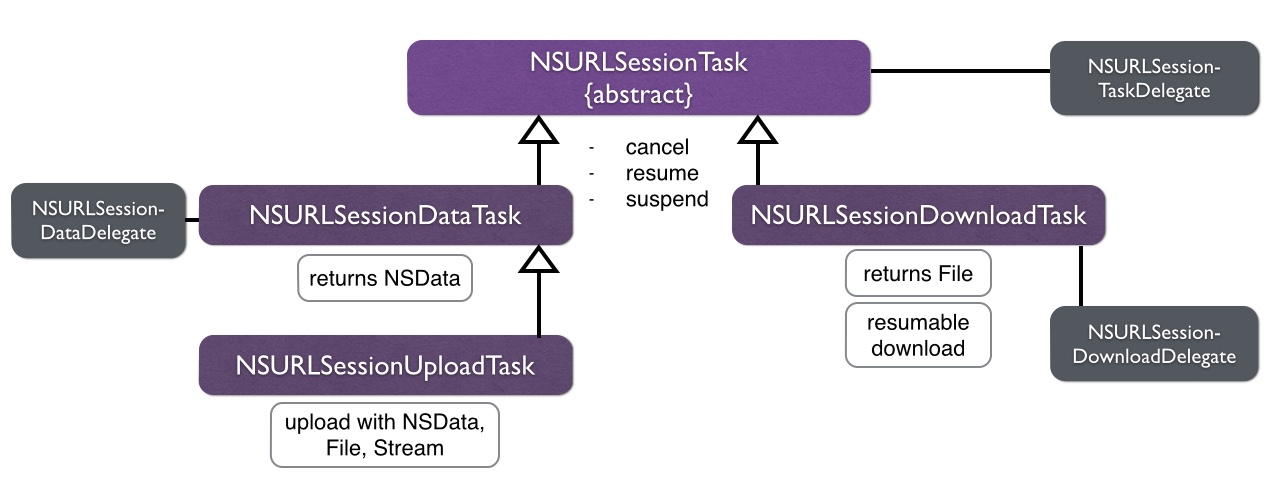 NSURLSessionTask
{abstract}
NSURLSession-
TaskDelegate
- cancel
- resume
- suspend
NSURLSession-
DataDelegate
NSURLSessionDataTask
NSURLSessionDownloadTask
returns NSData
returns File
resumable
download
NSURLSession-
DownloadDelegate
NSURLSessionUploadTask
upload with NSData,
File, Stream